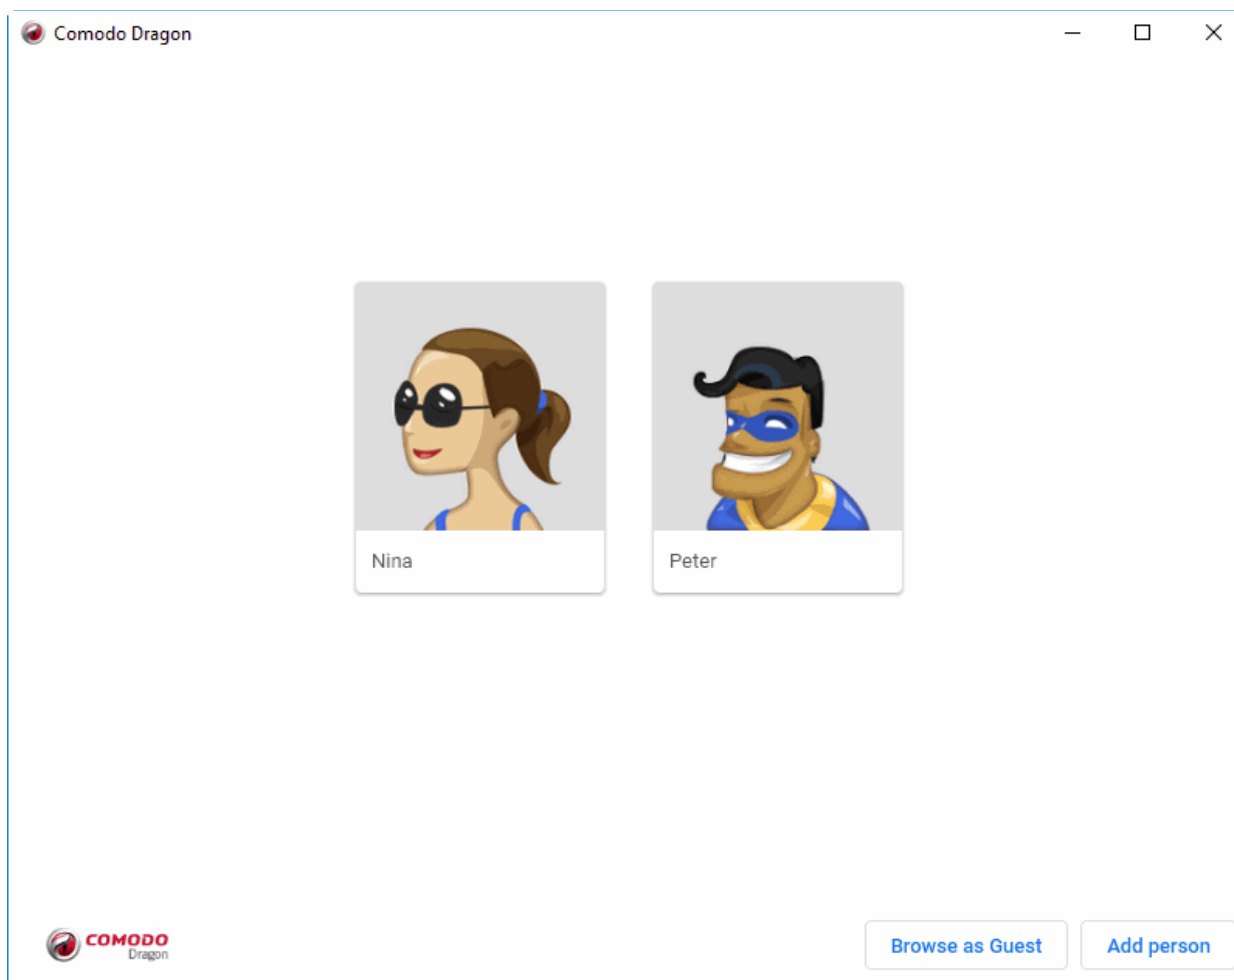 Comodo Dragon
Nina
Peter
COMODO
Dragon
Browse as Guest
Add person